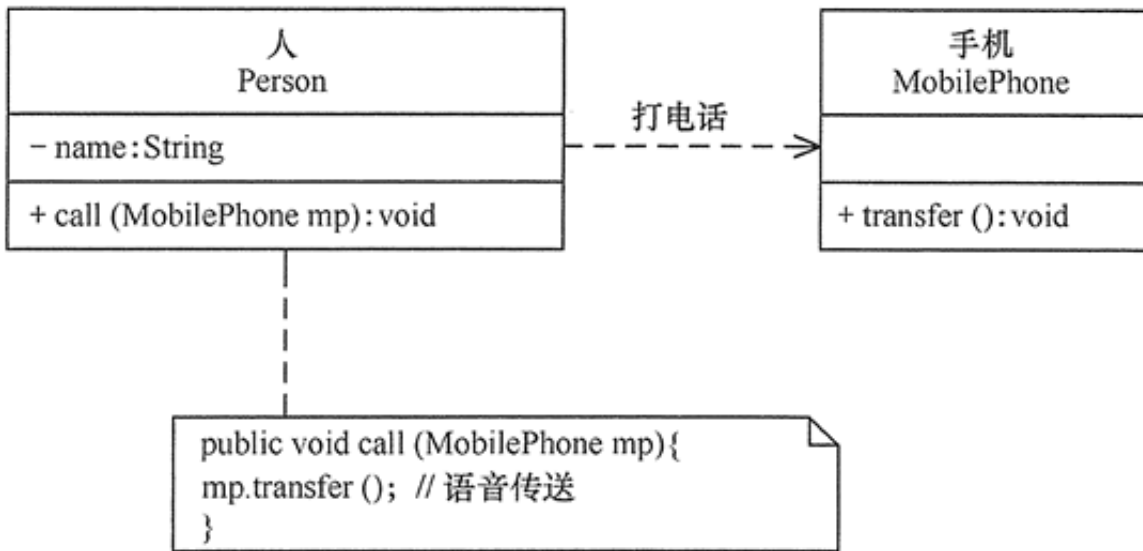 人
Person
- name:String
+ call (MobilePhone mp):void
打电话
手机
MobilePhone
+ transfer ():void
public void call (MobilePhone mp){
mp.transfer (); // 语音传送
}